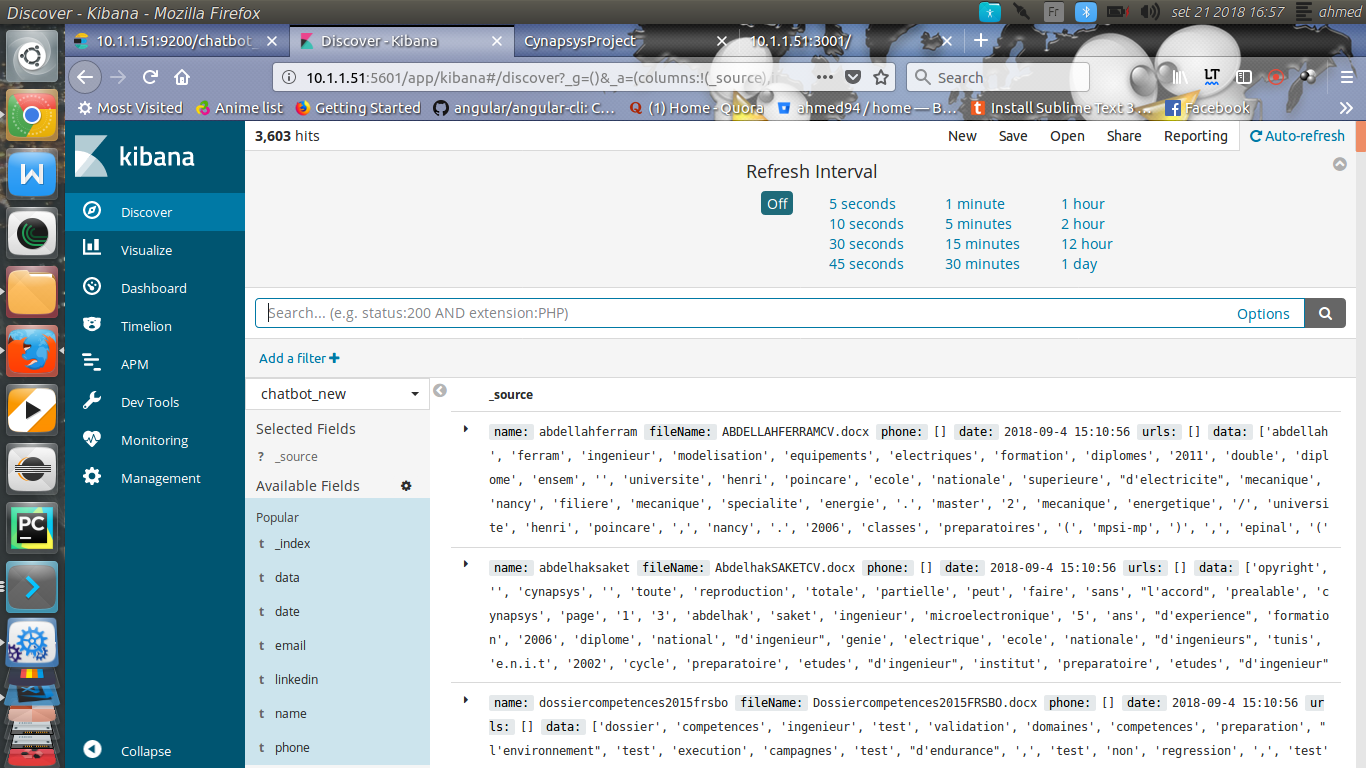 Discover - Kibana - Mozilla Firefox
Fr
set 21 2018 16:57
ahmed
10.1.1.51:9200/chatbot_
Discover - Kibana
CynapsysProject
10.1.1.51:3001/
10.1.1.51:5601/app/kibana#/discover?_g=()&_a=(columns:!(_source),
Search
LT
Most Visited
Anime list
Getting Started
angular/angular-cli: C…
(1) Home - Quora
ahmed94 / home — B…
Install Sublime Text 3 …
Facebook
kibana
3,603 hits
New
Save
Open
Share
Reporting
Auto-refresh
Refresh Interval
Off
5 seconds
1 minute
1 hour
10 seconds
5 minutes
2 hour
30 seconds
15 minutes
12 hour
45 seconds
30 minutes
1 day
Discover
Visualize
Dashboard
Timelion
APM
Dev Tools
Monitoring
Management
Collapse
Search... (e.g. status:200 AND extension:PHP)
Options
Add a filter
chatbot_new
Selected Fields
? _source
Available Fields
Popular
t _index
t data
t date
t email
t linkedin
t name
t phone
_source
name: abdellahferram fileName: ABDELLAHFERRAMCV.docx phone: [] date: 2018-09-4 15:10:56 urls: [] data: ['abdellah
', 'ferram', 'ingenieur', 'modelisation', 'equipements', 'electriques', 'formation', 'diplomes', '2011', 'double', 'dipl
ome', 'ensem', '', 'universite', 'henri', 'poincare', 'ecole', 'nationale', 'superieure', "d'electricite", 'mecanique',
'nancy', 'filiere', 'mecanique', 'specialite', 'energie', '.', 'master', '2', 'mecanique', 'energetique', '/', 'universi
te', 'henri', 'poincare', ',', 'nancy', '.', '2006', 'classes', 'preparatoires', '(', 'mpsi-mp', ')', ',', 'epinal', '('
name: abdelhaksaket fileName: AbdelhakSAKETCV.docx phone: [] date: 2018-09-4 15:10:56 urls: [] data: ['opyright',
'', 'cynapsys', '', 'toute', 'reproduction', 'totale', 'partielle', 'peut', 'faire', 'sans', "l'accord", 'prealable', 'c
ynapsys', 'page', '1', '3', 'abdelhak', 'saket', 'ingenieur', 'microelectronique', '5', 'ans', "d'experience", 'formatio
n', '2006', 'diplome', 'national', "d'ingenieur", 'genie', 'electrique', 'ecole', 'nationale', "d'ingenieurs", 'tunis',
'e.n.i.t', '2002', 'cycle', 'preparatoire', 'etudes', "d'ingenieur", 'institut', 'preparatoire', 'etudes', "d'ingenieur"
name: dossiercompetences2015frsbo fileName: Dossiercompetences2015FRSBO.docx phone: [] date: 2018-09-4 15:10:56 ur
ls: [] data: ['dossier', 'competences', 'ingenieur', 'test', 'validation', 'domaines', 'competences', 'preparation', "
l'environnement", 'test', 'execution', 'campagnes', 'test', "d'endurance", ',', 'test', 'non', 'regression', ',', 'test'
PC